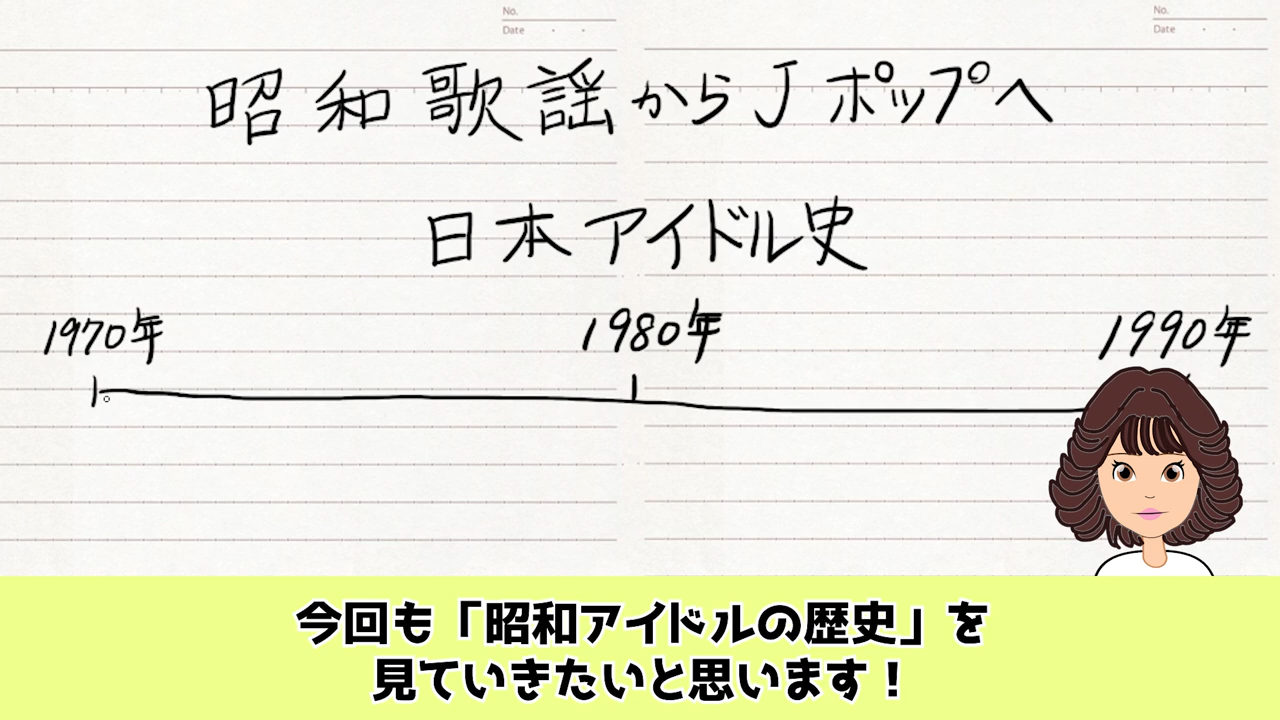 No.
Date
No.
Date
昭和歌謡からJポップへ
日本アイドル史
1970年
1980年
1990年
今回も「昭和アイドルの歴史」を
見ていきたいと思います！